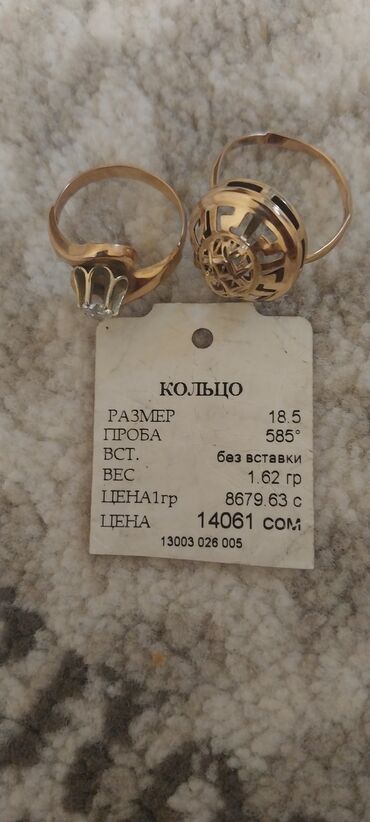 КОЛЬЦО
РАЗМЕР 18.5
ПРОБА 585°
ВСТ. без вставки
ВЕС 1.62 гр
ЦЕНА1гр 8679.63 с
ЦЕНА 14061 сом
13003 026 005